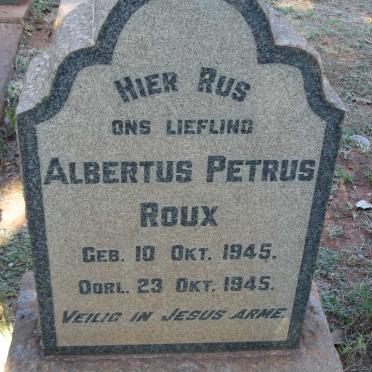 HIER RUS
ONS LIEFLING
ALBERTUS PETRUS
ROUX
GEB. 10 OKT. 1945.
OORL. 23 OKT. 1945.
VEILIG IN JESUS ARME.